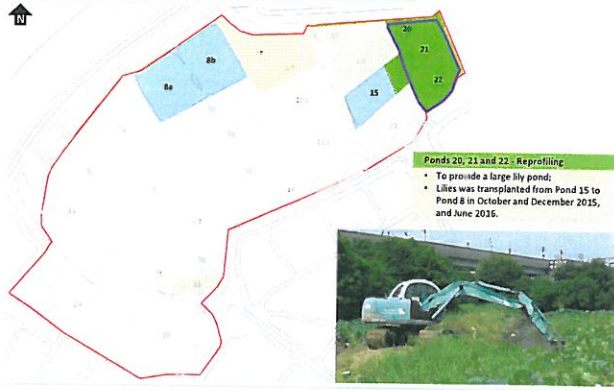 N
20
21
8b
8a
22
15
Ponds 20, 21 and 22 - Reprofiling
• To provide a large lily pond;
• Lilies was transplanted from Pond 15 to
Pond 8 in October and December 2015,
and June 2016.